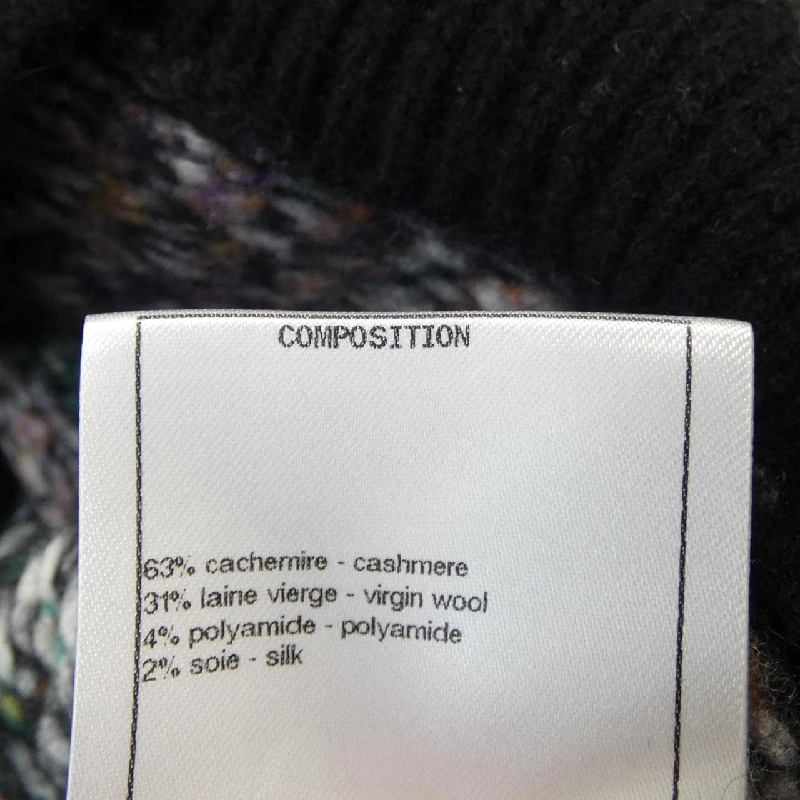 COMPOSITION
63% cachemire - cashmere
31% laine vierge - virgin wool
4% polyamide - polyamide
2% soie - silk